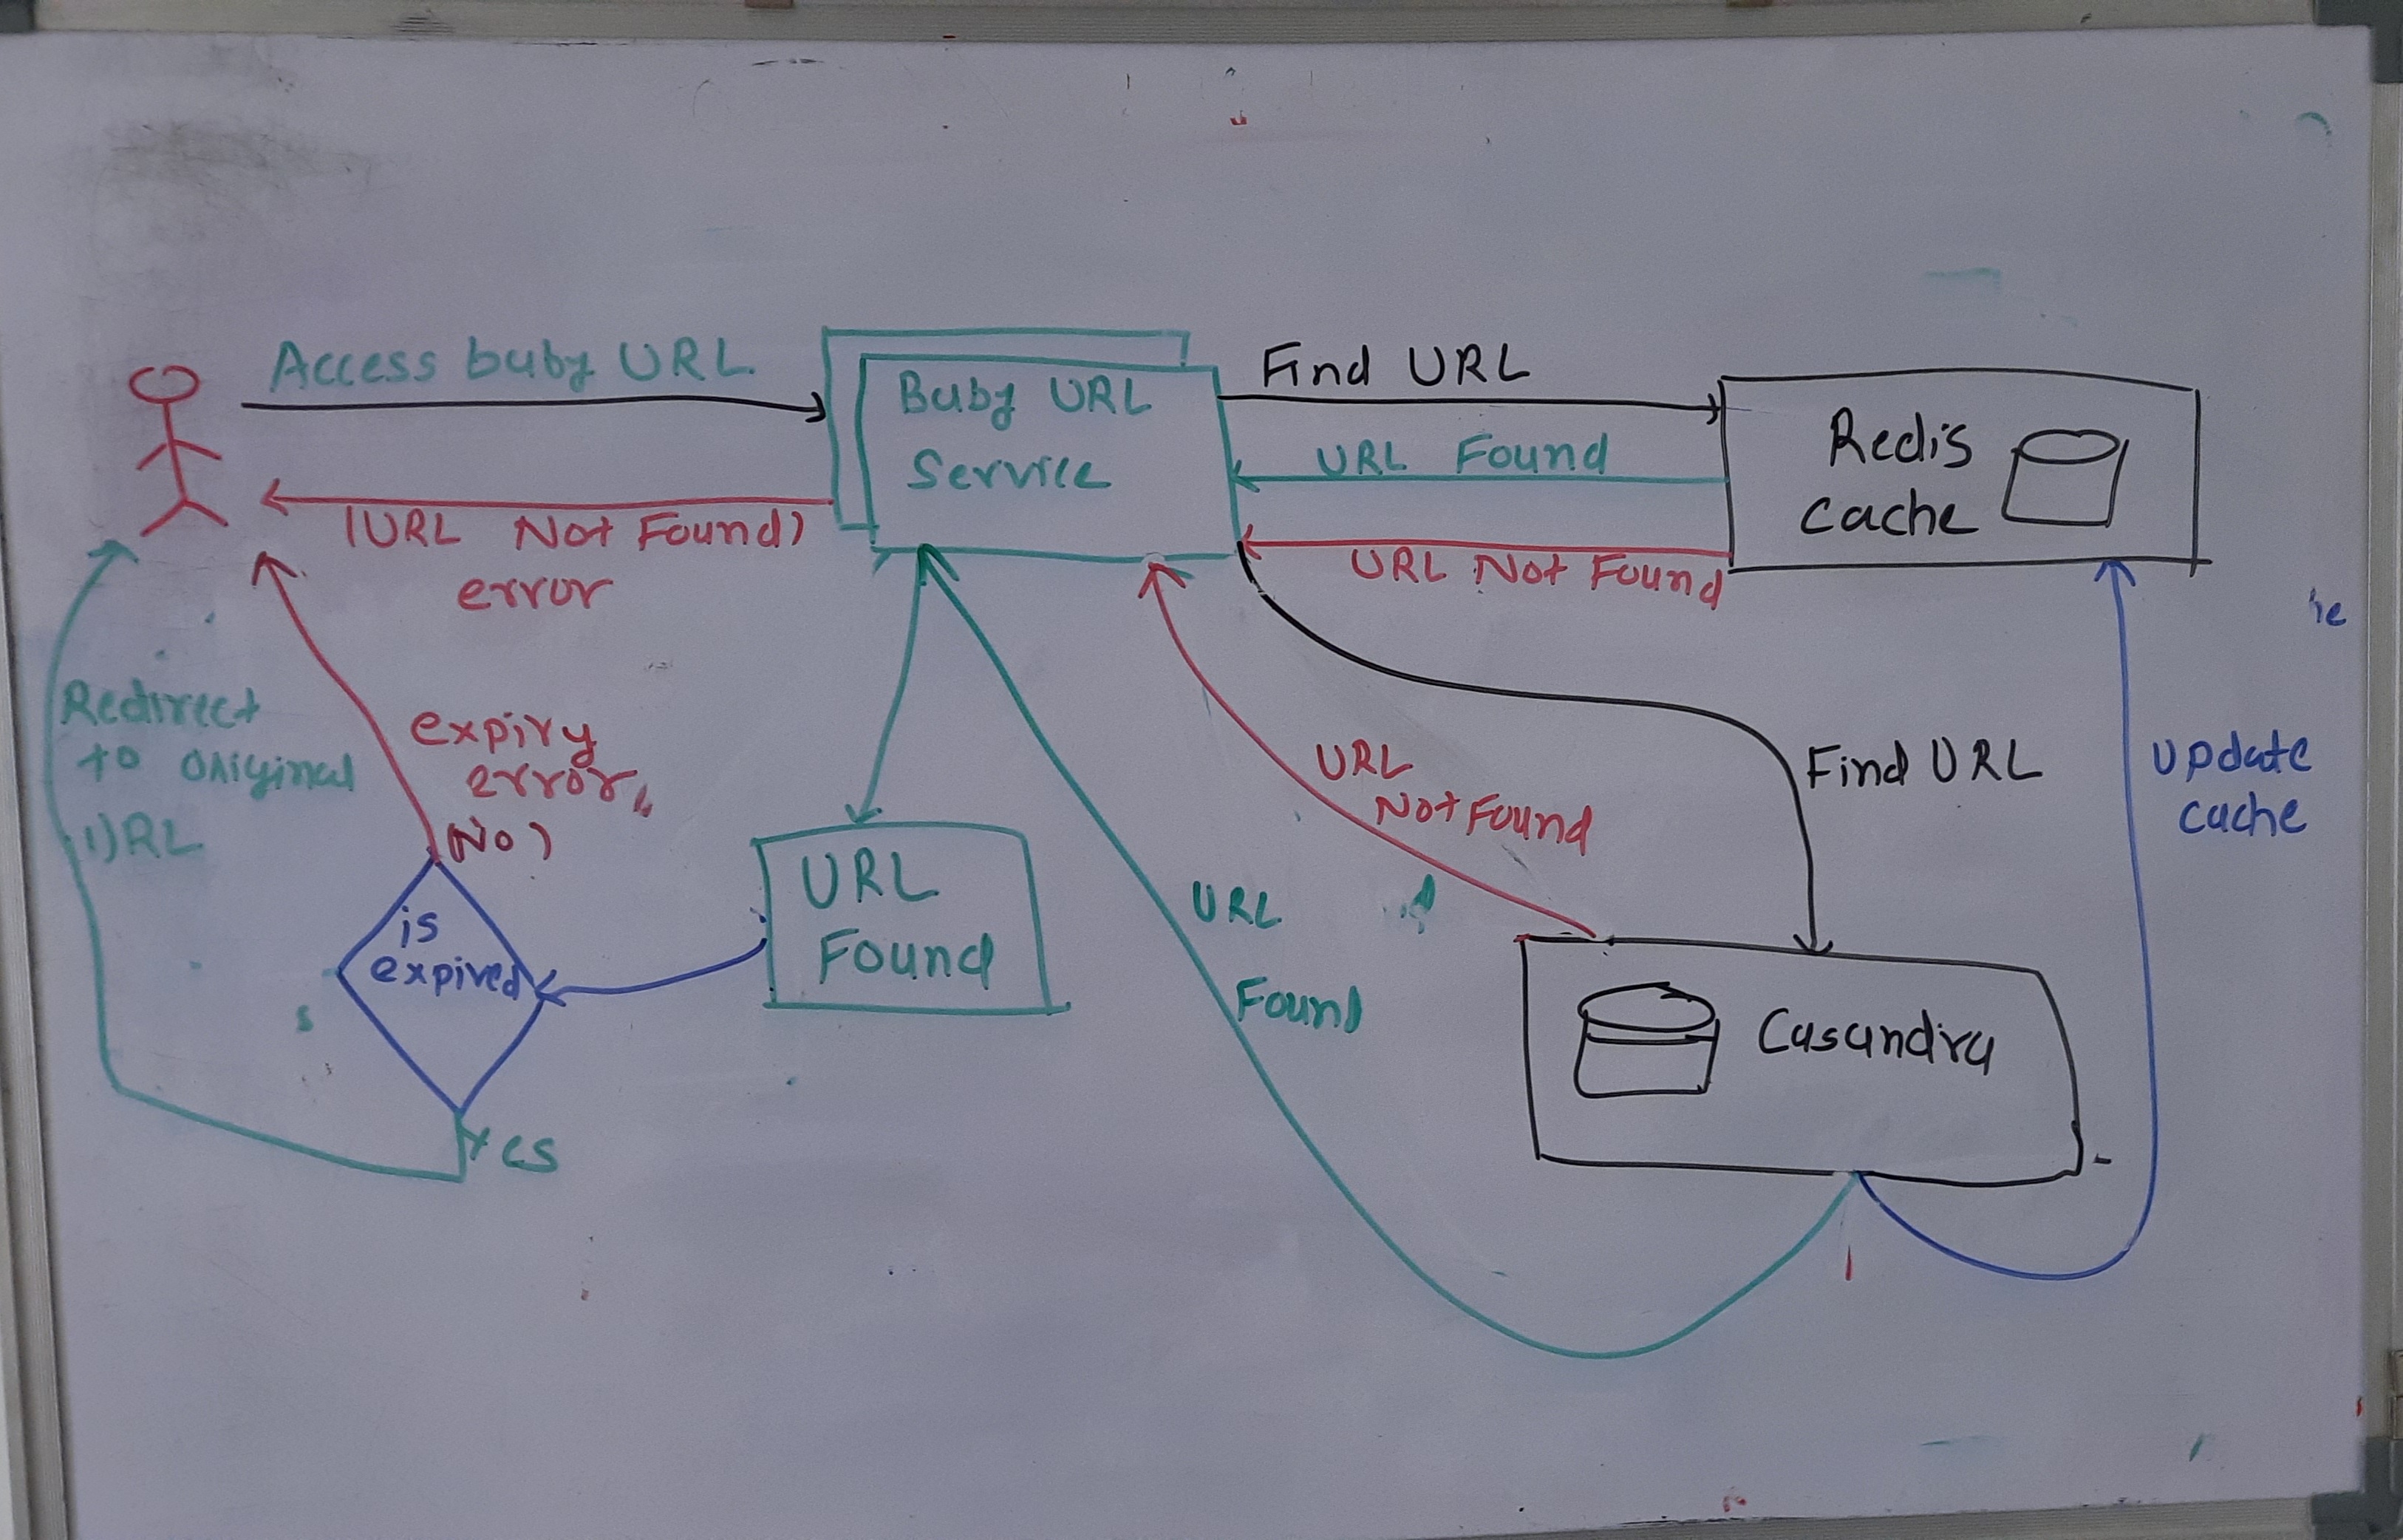 Access buby URL
(URL Not Found)
error
Buby URL
Service
Find URL
URL Found
URL Not Found
Redis
cache
Redirect
to original
URL
expiry
error
(No)
is
expired
Yes
URL
Found
URL
Found
URL
Not Found
Find URL
Casandra
update
cache